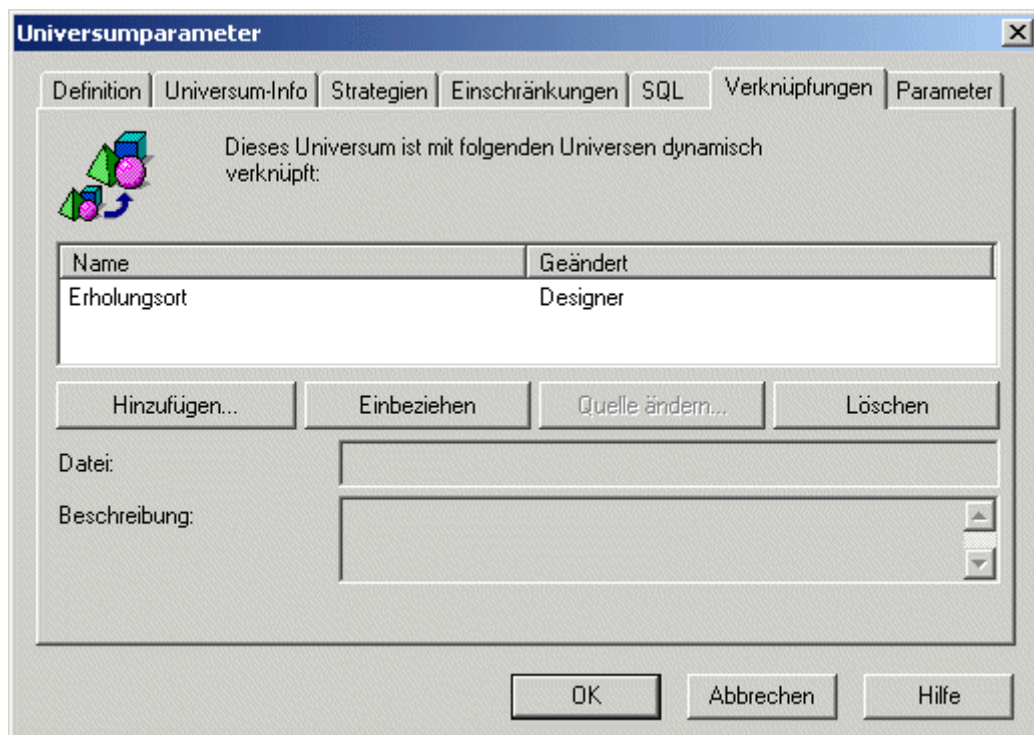 Universumparameter
Definition Universum-Info Strategien Einschränkungen SQL Verknüpfungen Parameter
Dieses Universum ist mit folgenden Universen dynamisch
verknüpft:
Name Geändert
Erholungsort Designer
Hinzufügen... Einbeziehen Quelle ändern... Löschen
Datei:
Beschreibung:
OK Abbrechen Hilfe